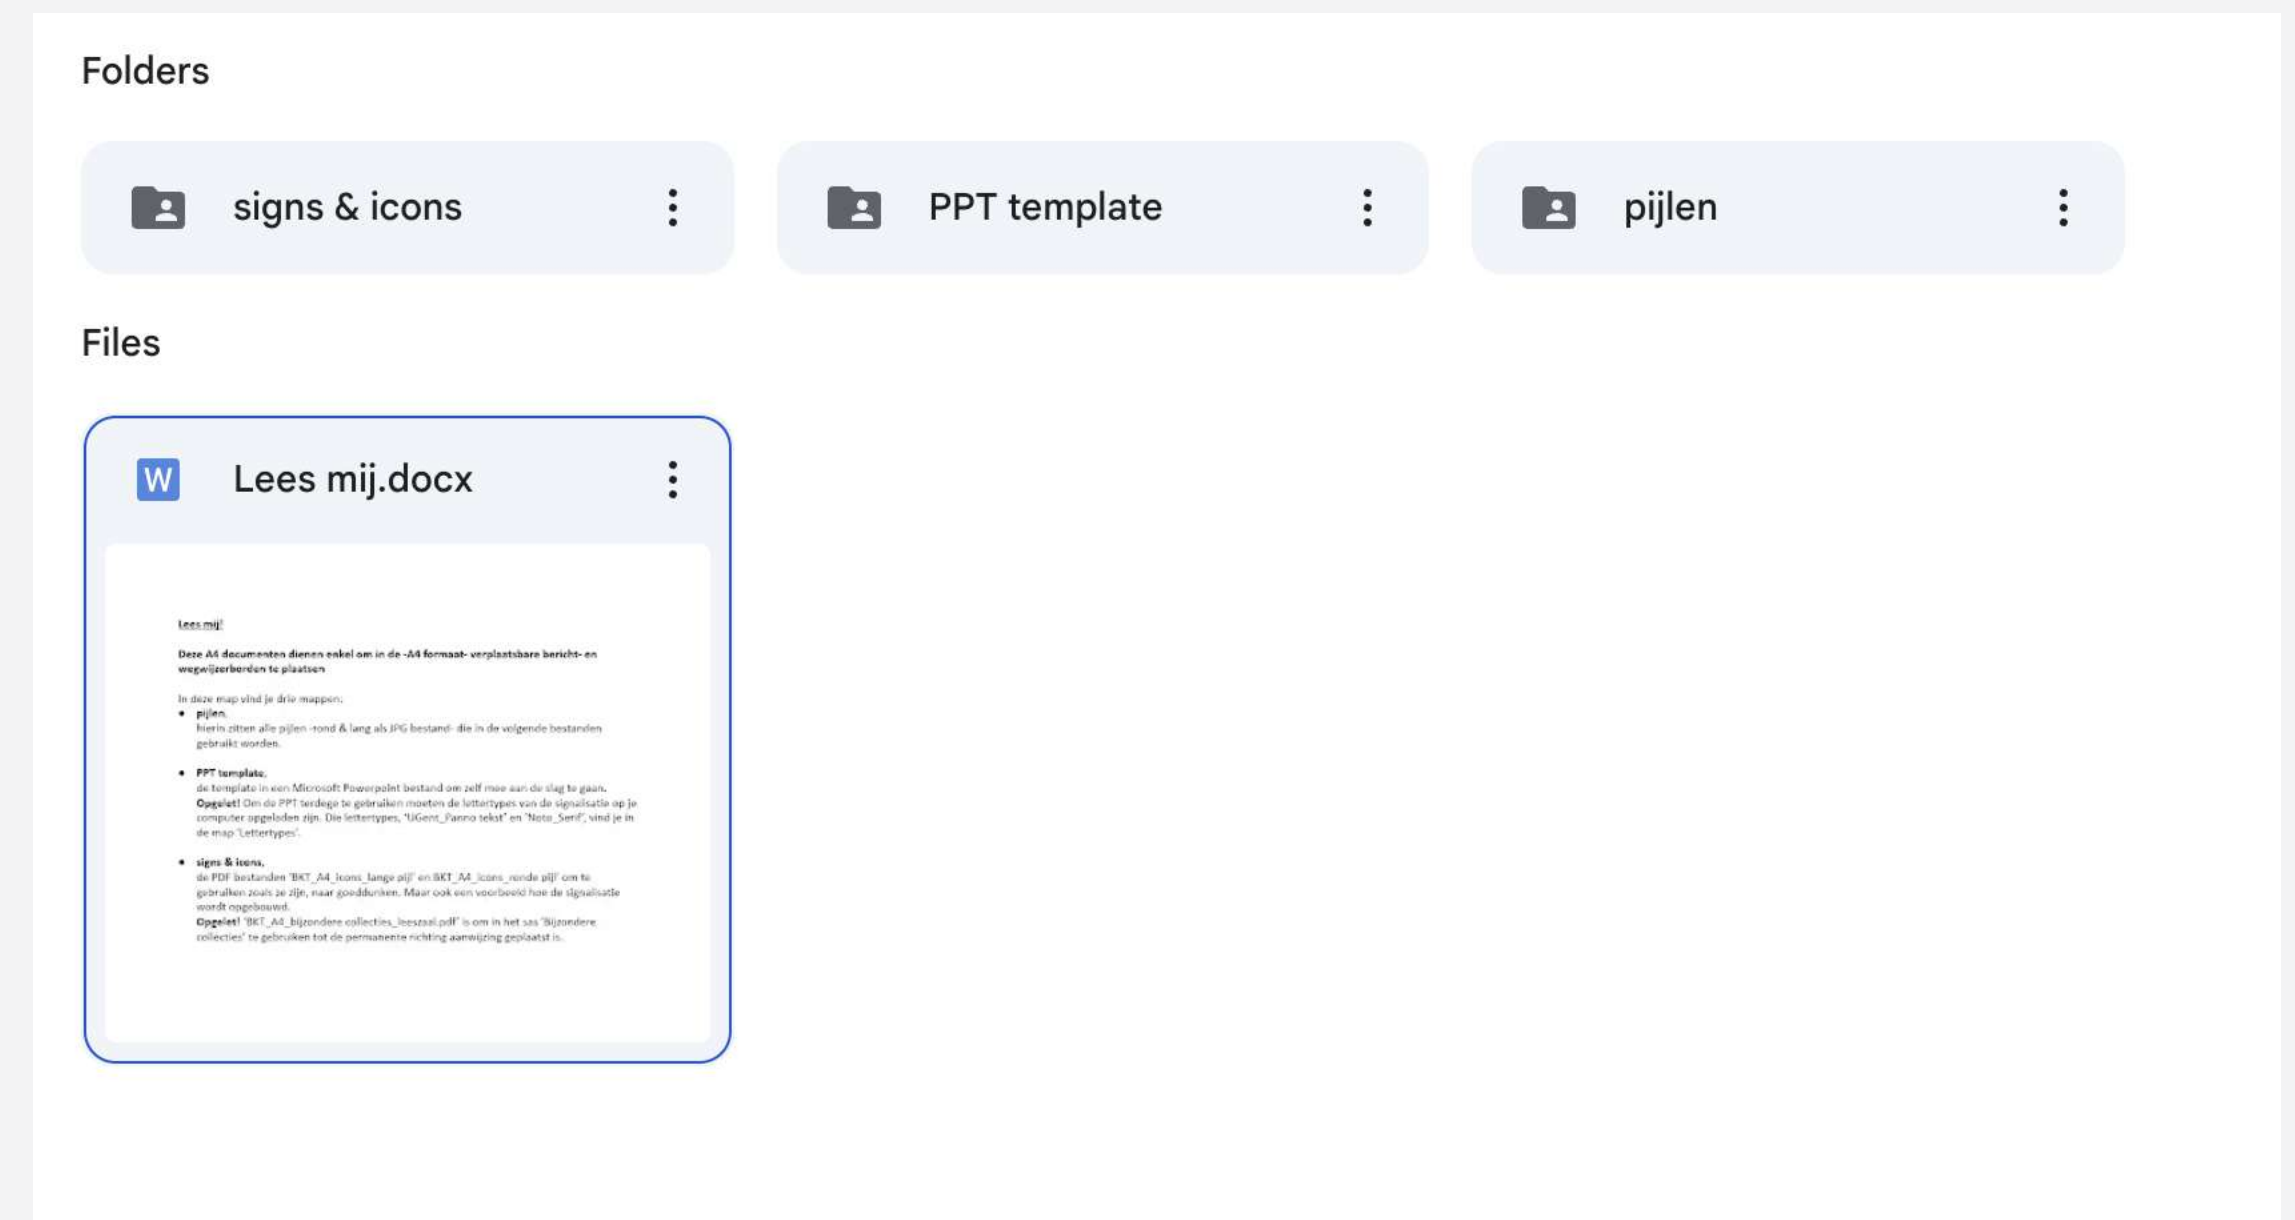 Folders
signs & icons
PPT template
pijlen
Files
W
Lees mij.docx
Lees mij!
Deze A4 documenten dienen enkel om in de -A4 formaat- verplaatsbare bericht- en
wegwijzerborden te plaatsen
In deze map vind je drie mappen:
pijlen,
hierin zitten alle pijlen -rond & lang als JPG bestand- die in de volgende bestanden
gebruikt worden.
PPT template,
de template in een Microsoft Powerpoint bestand om zelf mee aan de slag te gaan.
Opgelet! Om de PPT terdege te gebruiken moeten de lettertypes van de signalisatie op je
computer opgeladen zijn. Die lettertypes, 'UGent_Panno tekst' en 'Noto_Serif', vind je in
de map 'Lettertypes'.
signs & icons,
de PDF bestanden 'BKT_A4_icons_lange pijl' en BKT_A4_icons_ronde pijl' om te
gebruiken zoals ze zijn, naar goeddunken. Maar ook een voorbeeld hoe de signalisatie
wordt opgebouwd.
Opgelet! 'BKT_A4_bijzondere collecties_leeszaal.pdf' is om in het sas 'Bijzondere
collecties' te gebruiken tot de permanente richting aanwijzing geplaatst is.